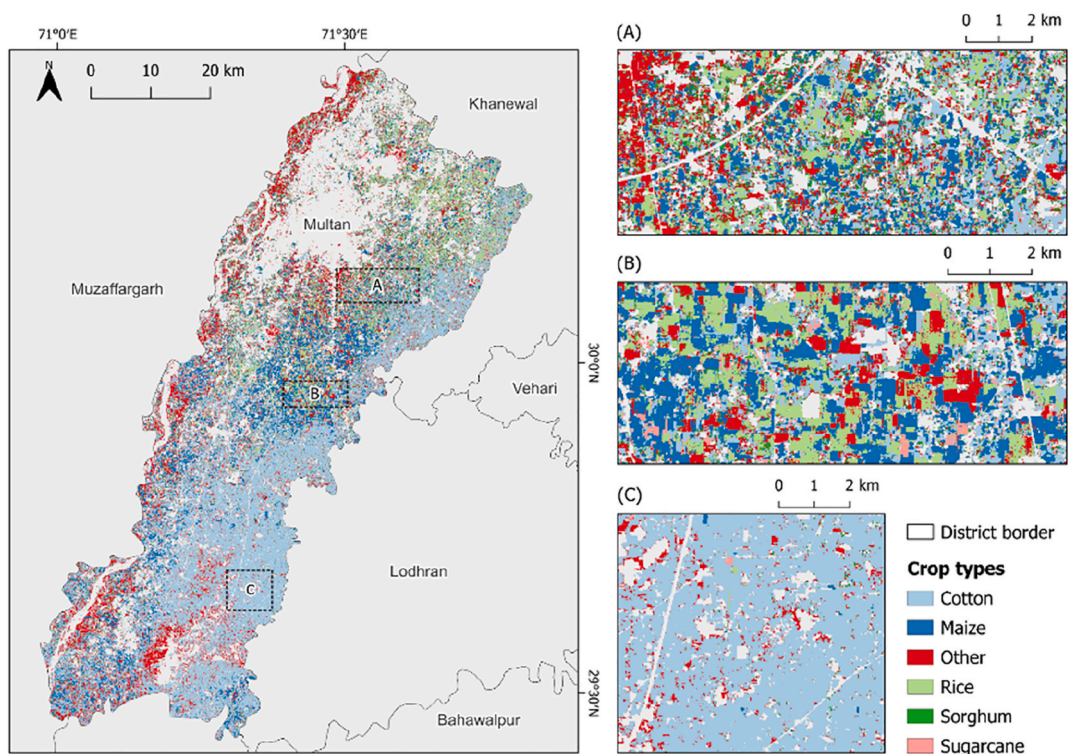 71°0'E
71°30'E
N
0 10 20 km
Khanewal
Multan
Muzaffargarh
A
30°0'N
Vehari
B
Lodhran
C
29°30'N
Bahawalpur
(A)
0 1 2 km
(B)
0 1 2 km
(C)
0 1 2 km
District border
Crop types
Cotton
Maize
Other
Rice
Sorghum
Sugarcane